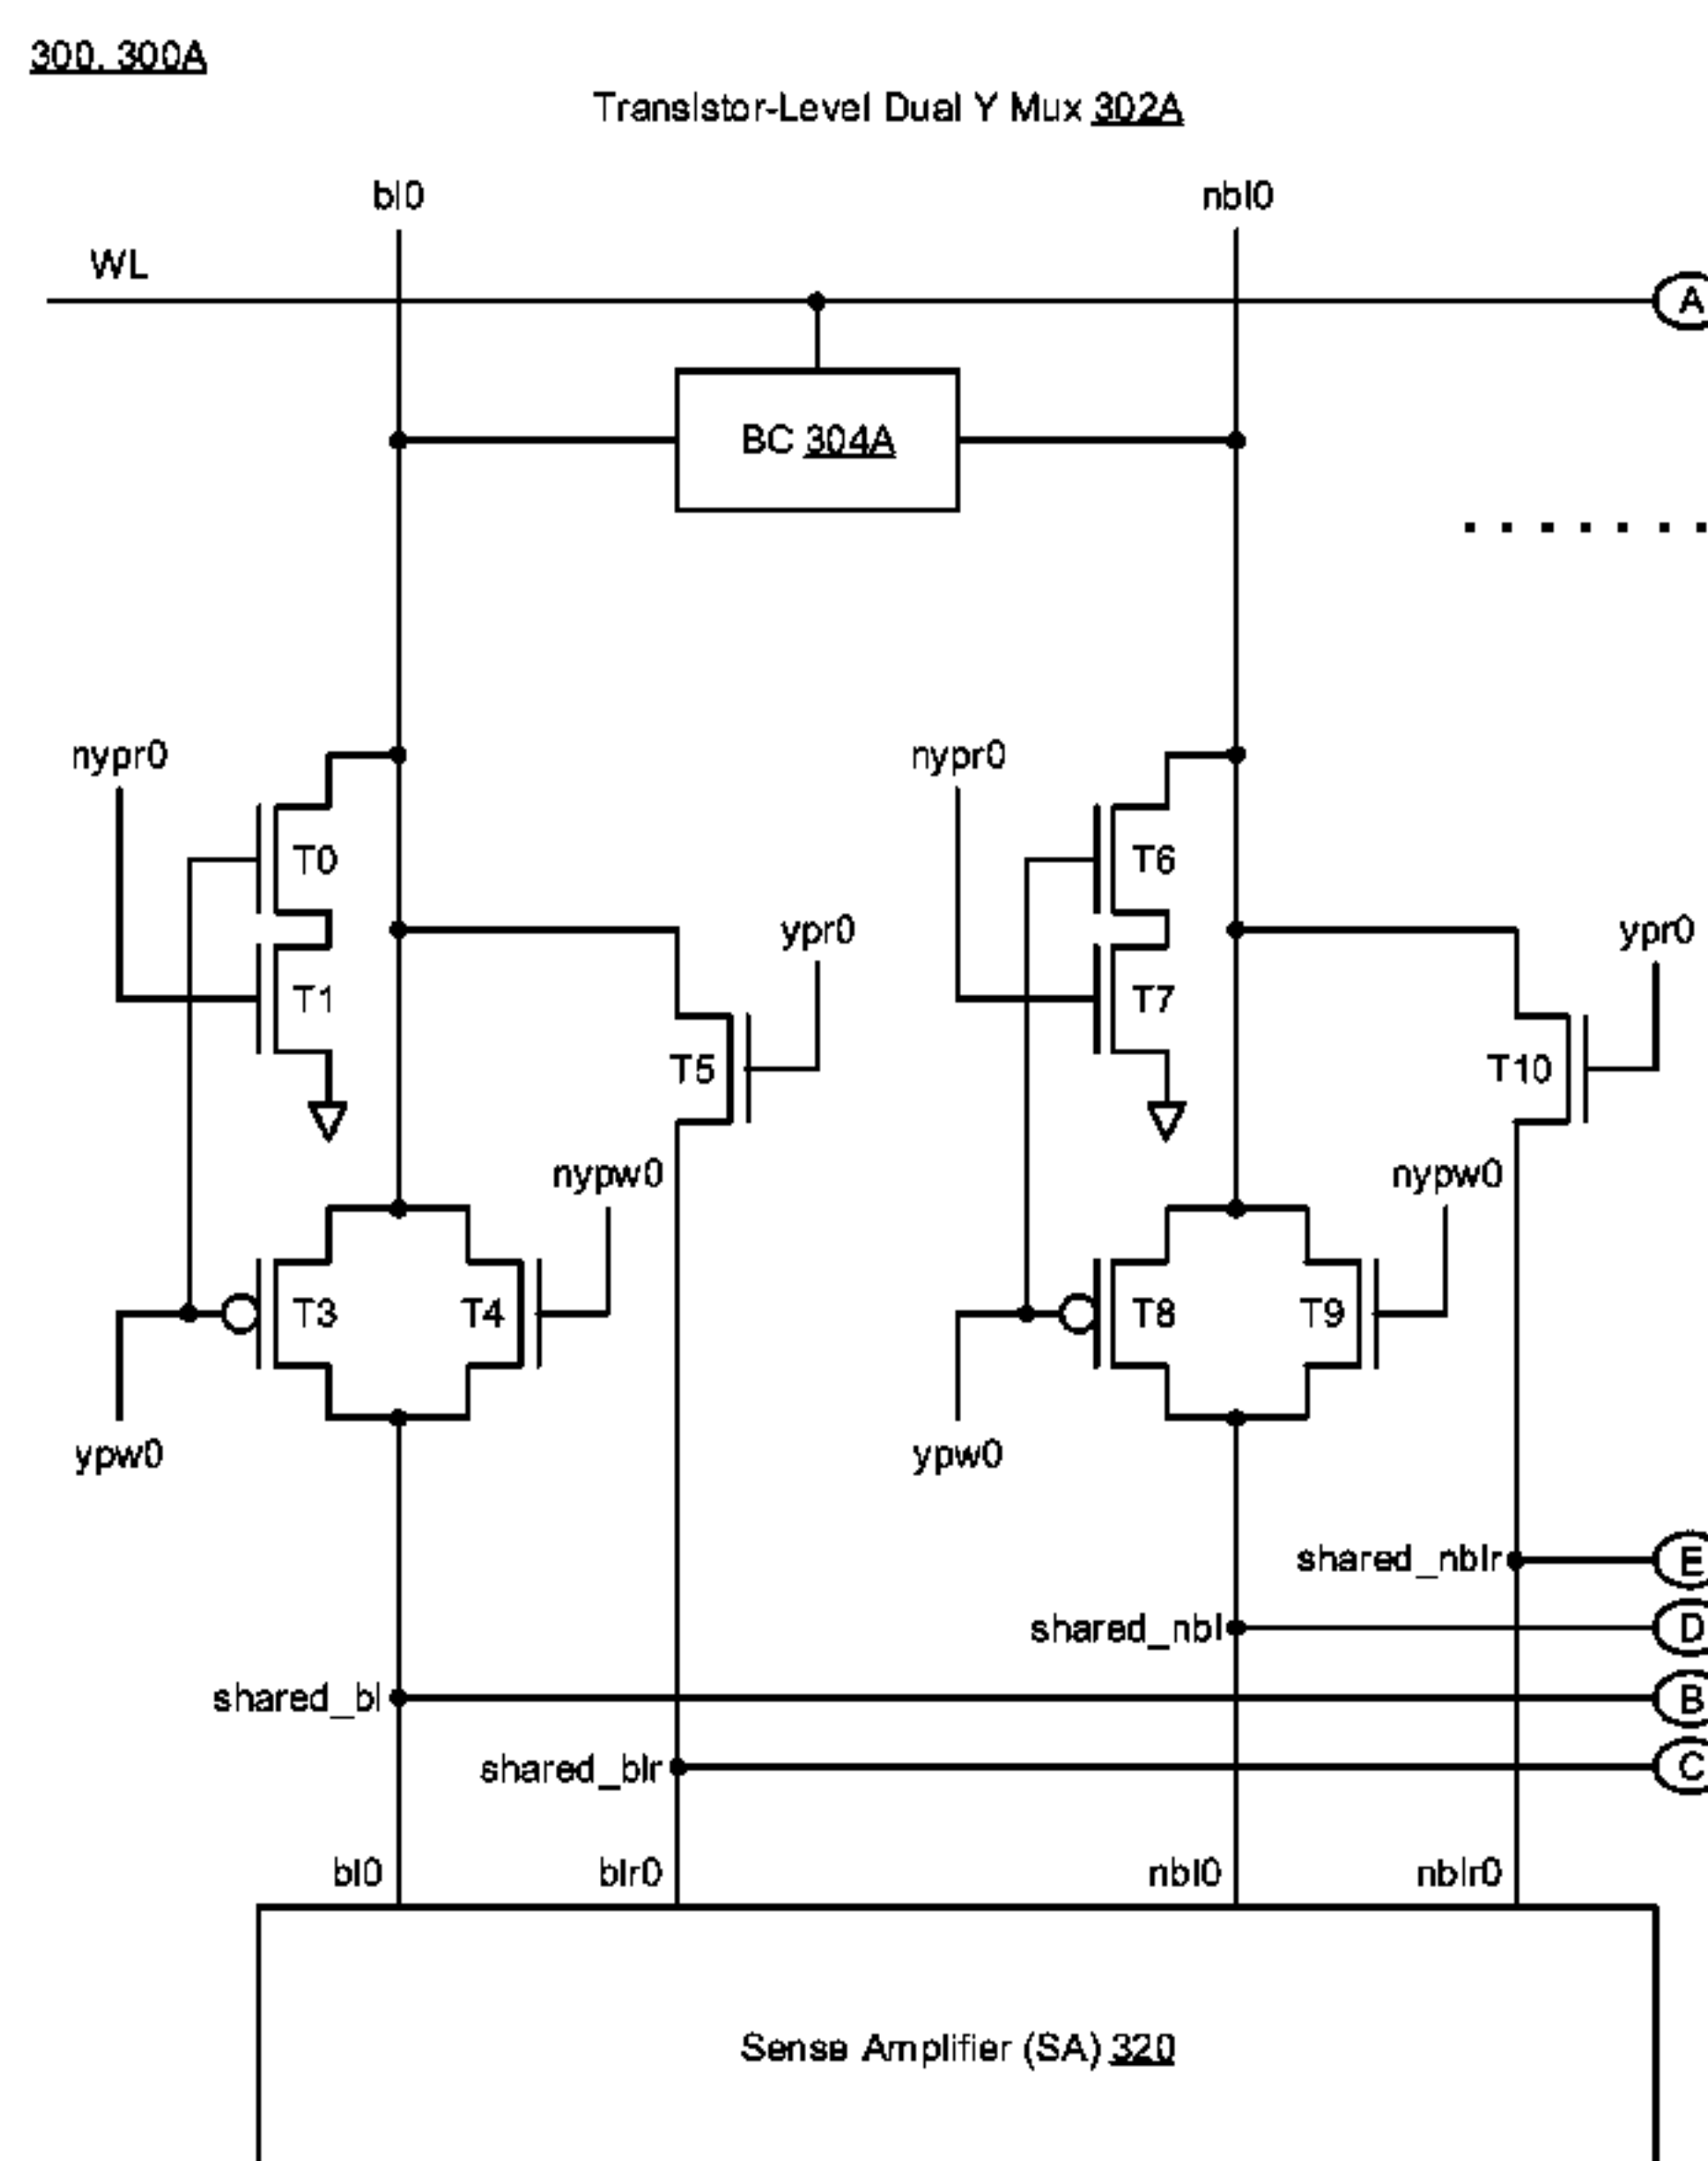 300, 300A
Transistor-Level Dual Y Mux 302A
bl0
nbl0
WL
A
BC 304A
nypr0
nypr0
T0
T6
ypr0
ypr0
T1
T7
T5
T10
nypw0
nypw0
T3
T4
T8
T9
ypw0
ypw0
shared_nblr
E
shared_nbl
D
shared_bl
B
shared_blr
C
bl0
blr0
nbl0
nblr0
Sense Amplifier (SA) 320